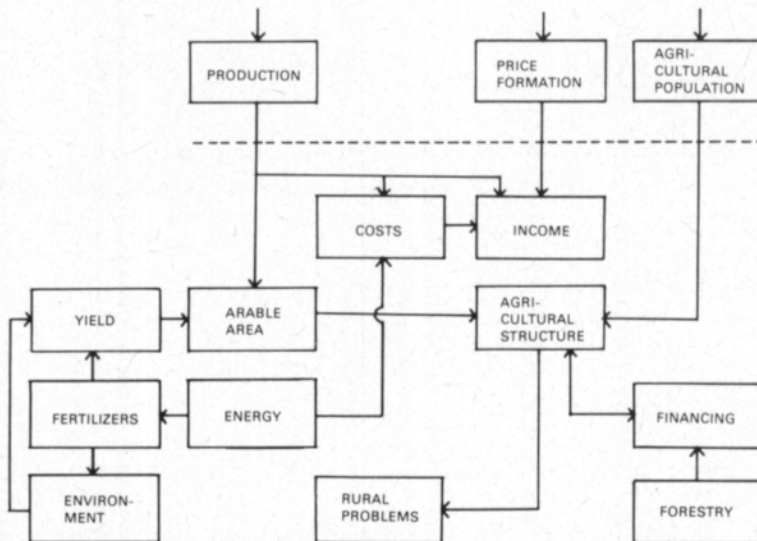 PRODUCTION
PRICE
FORMATION
AGRI-
CULTURAL
POPULATION
COSTS
INCOME
YIELD
ARABLE
AREA
AGRI-
CULTURAL
STRUCTURE
FERTILIZERS
ENERGY
FINANCING
ENVIRON-
MENT
RURAL
PROBLEMS
FORESTRY